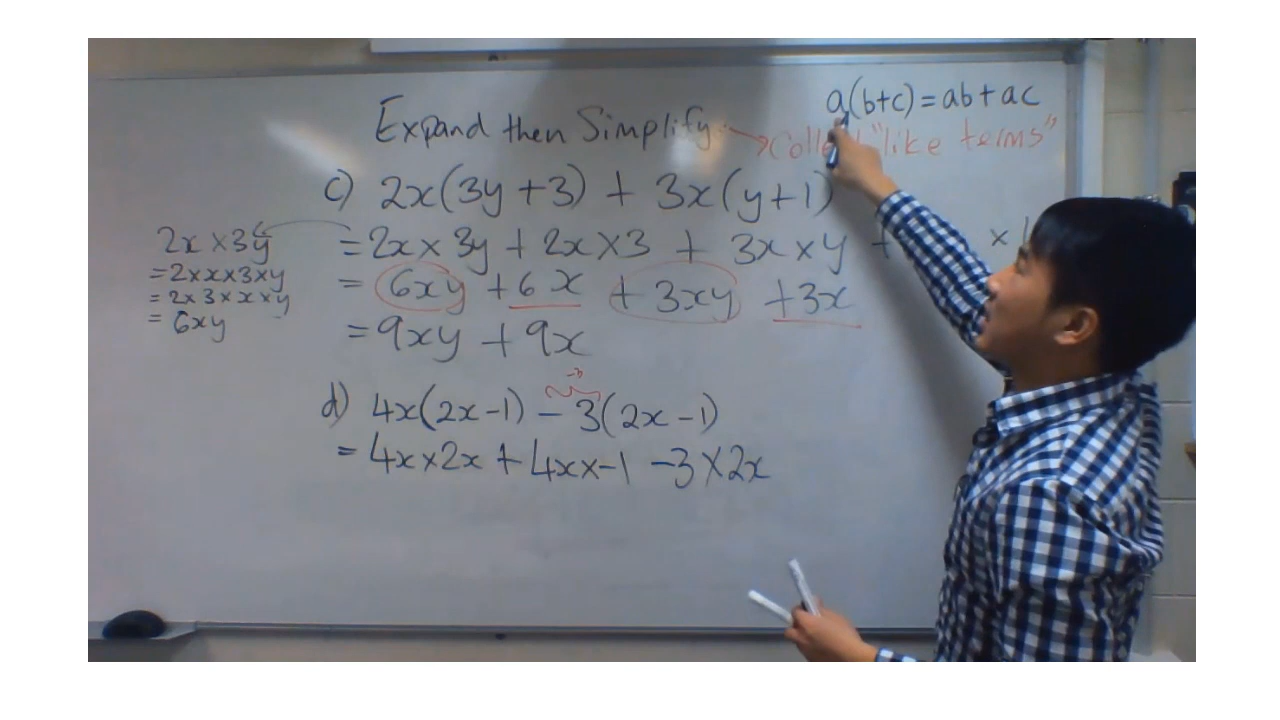 a(b+c) = ab + ac
Expand then Simplify → "like terms"
c) 2x(3y+3) + 3x(y+1)
2x × 3y
= 2x × 3y + 2x × 3 + 3x × y + × 1
= 2 × x × 3 × y
= 6xy + 6x + 3xy + 3x
= 2 × 3 × x × y
= 6xy
= 9xy + 9x
-3
d) 4x(2x-1) - 3(2x-1)
= 4x×2x + 4x×-1 -3×2x